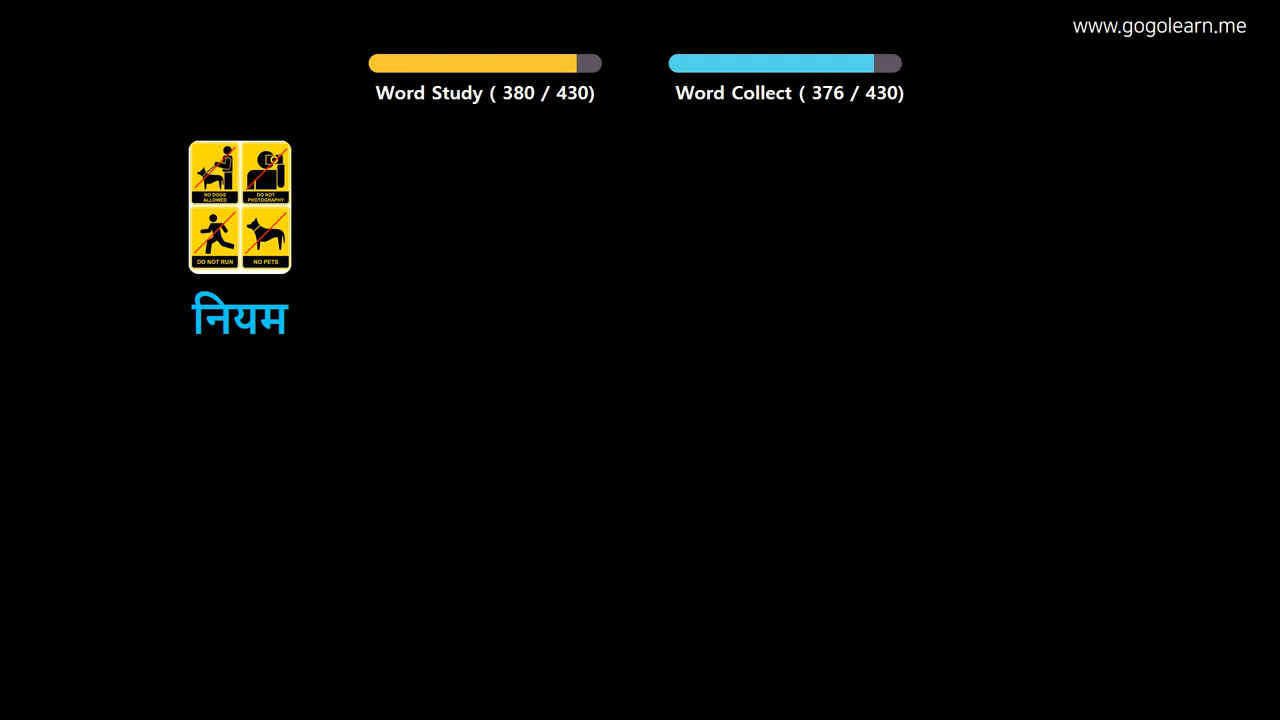 www.gogolearn.me
Word Study ( 380 / 430)
Word Collect ( 376 / 430)
NO DOGS
ALLOWED
DO NOT
PHOTOGRAPHY
DO NOT RUN
NO PETS
नियम